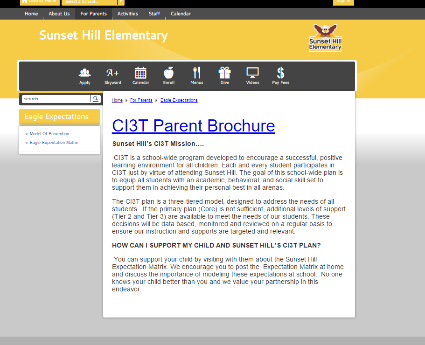 Home About Us For Parents Activities Staff Calendar
Sunset Hill Elementary
Sunset Hill
Elementary
Apply Skyward Calendar Enroll Menus Give Videos Pay Fees
search
Home » For Parents » Eagle Expectations
Eagle Expectations
» Model Of Prevention
» Eagle Expectation Matrix
CI3T Parent Brochure
Sunset Hill's CI3T Mission....
CI3T is a school-wide program developed to encourage a successful, positive
learning environment for all children. Each and every student participates in
CI3T just by virtue of attending Sunset Hill. The goal of this school-wide plan is
to equip all students with an academic, behavioral, and social skill set to
support them in achieving their personal best in all arenas.
The CI3T plan is a three-tiered model, designed to address the needs of all
students. If the primary plan (Core) is not sufficient, additional levels of support
(Tier 2 and Tier 3) are available to meet the needs of our students. These
decisions will be data based, monitored and reviewed on a regular basis to
ensure our instruction and supports are targeted and relevant.
HOW CAN I SUPPORT MY CHILD AND SUNSET HILL'S CI3T PLAN?
You can support your child by visiting with them about the Sunset Hill
Expectation Matrix. We encourage you to post the Expectation Matrix at home
and discuss the importance of modeling these expectations at school. No one
knows your child better than you and we value your partnership in this
endeavor.